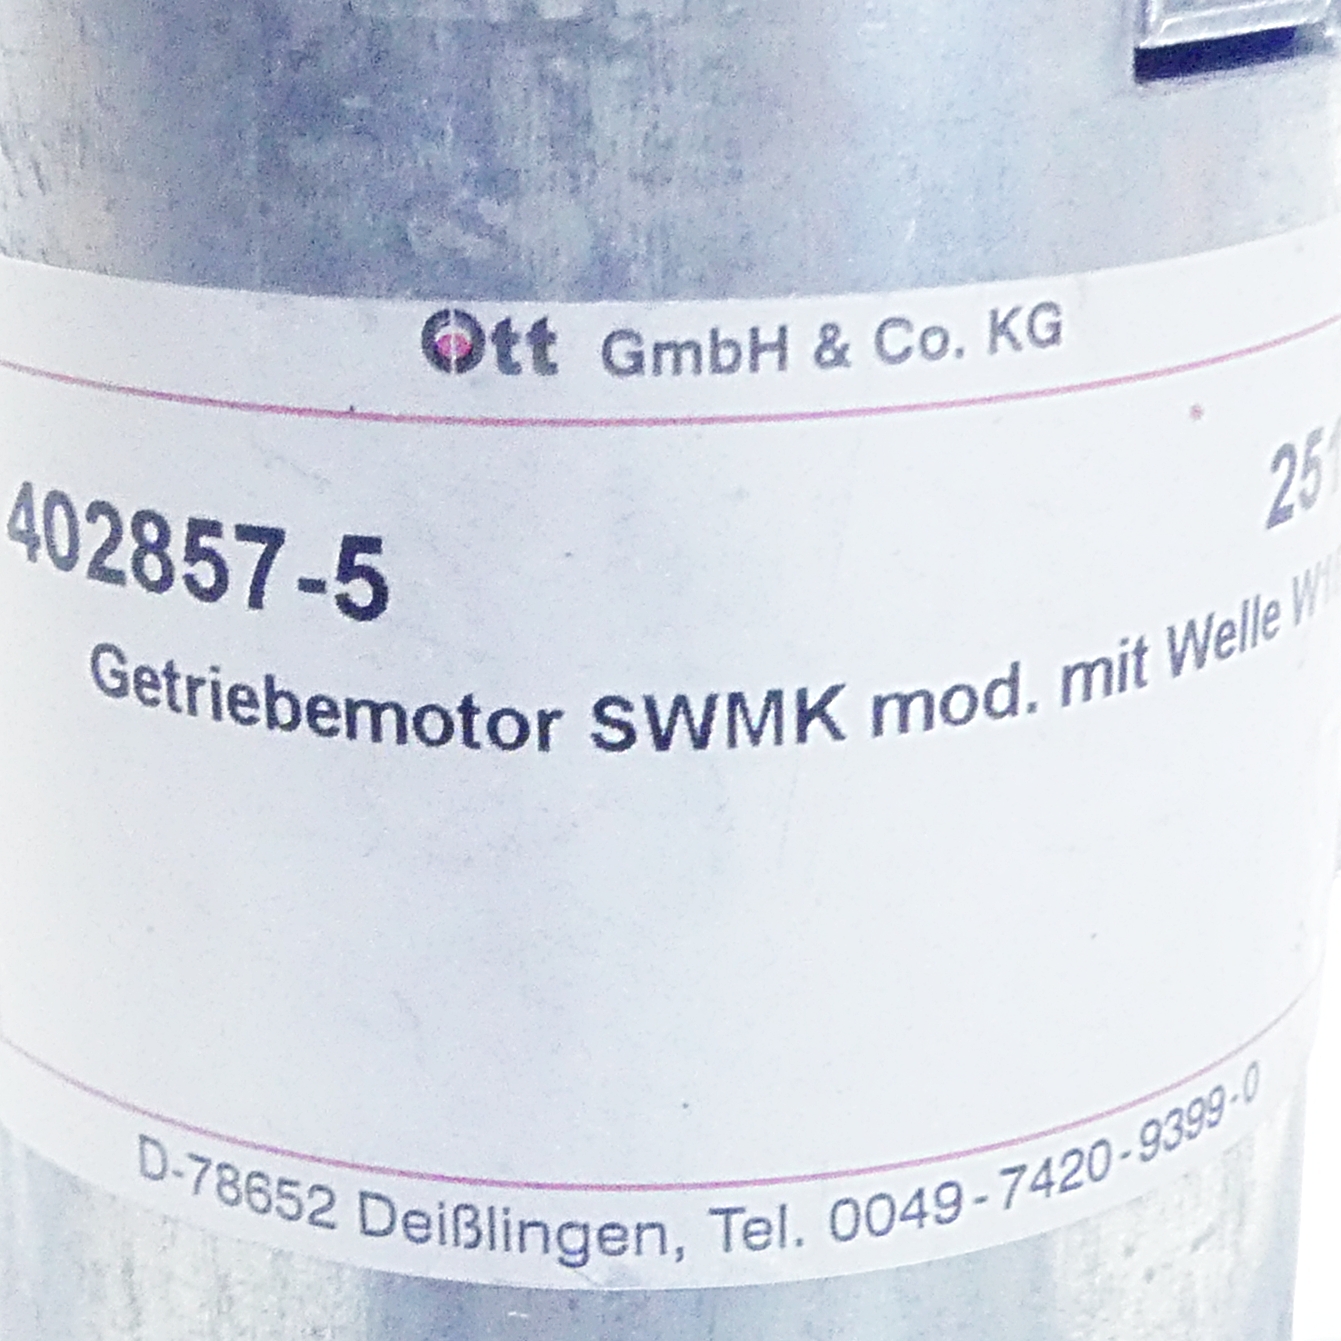 Ott GmbH & Co. KG
402857-5
Getriebemotor SWMK mod. mit Welle
D-78652 Deißlingen, Tel. 0049-7420-9399-0